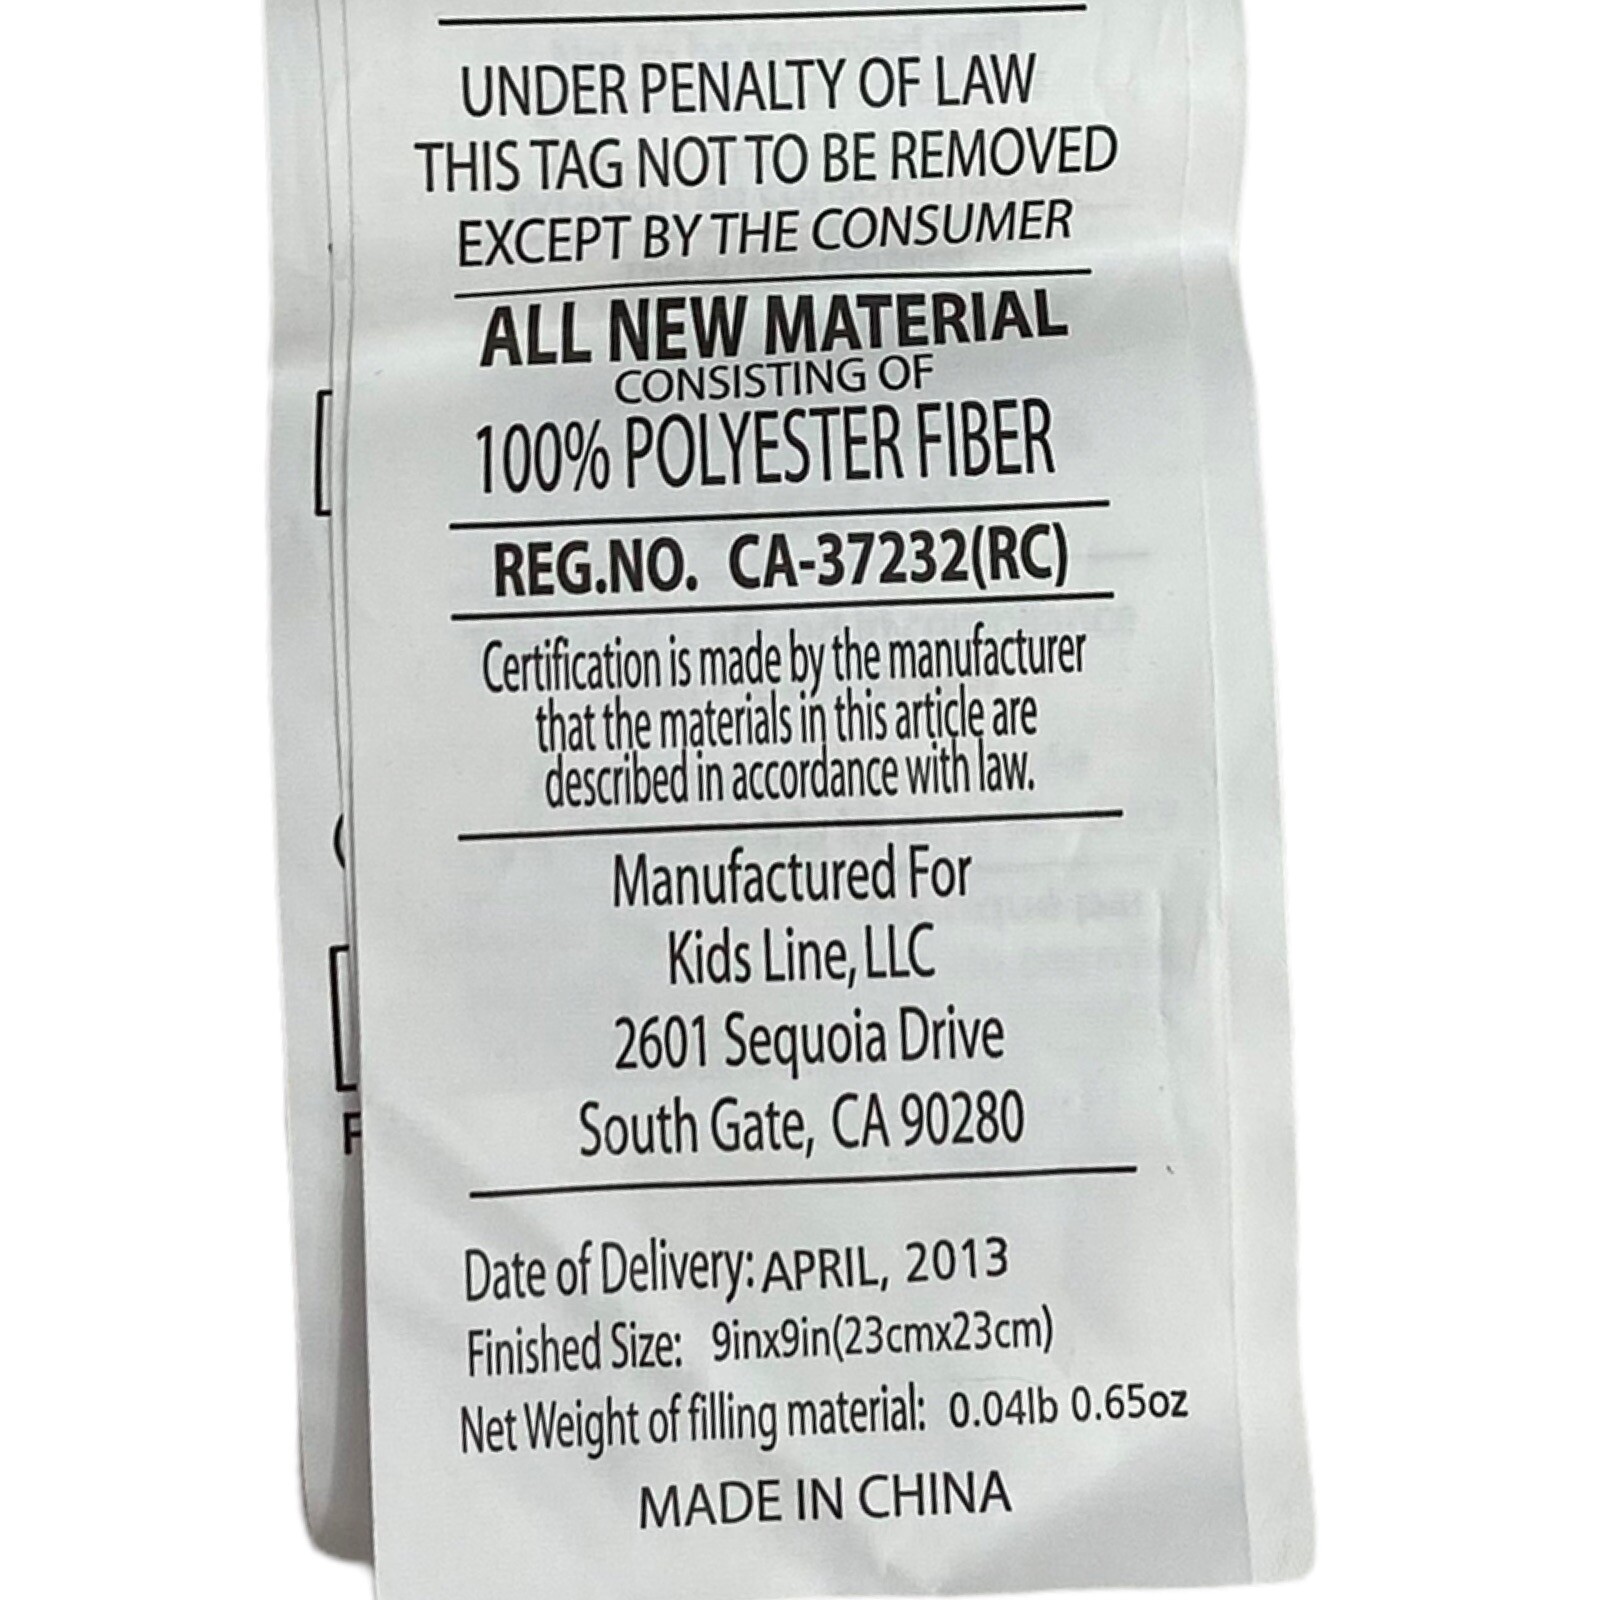 UNDER PENALTY OF LAW
THIS TAG NOT TO BE REMOVED
EXCEPT BY THE CONSUMER
ALL NEW MATERIAL
CONSISTING OF
100% POLYESTER FIBER
REG.NO. CA-37232(RC)
Certification is made by the manufacturer
that the materials in this article are
described in accordance with law.
Manufactured For
Kids Line, LLC
2601 Sequoia Drive
South Gate, CA 90280
Date of Delivery: APRIL, 2013
Finished Size: 9inx9in(23cmx23cm)
Net Weight of filling material: 0.04lb 0.65oz
MADE IN CHINA